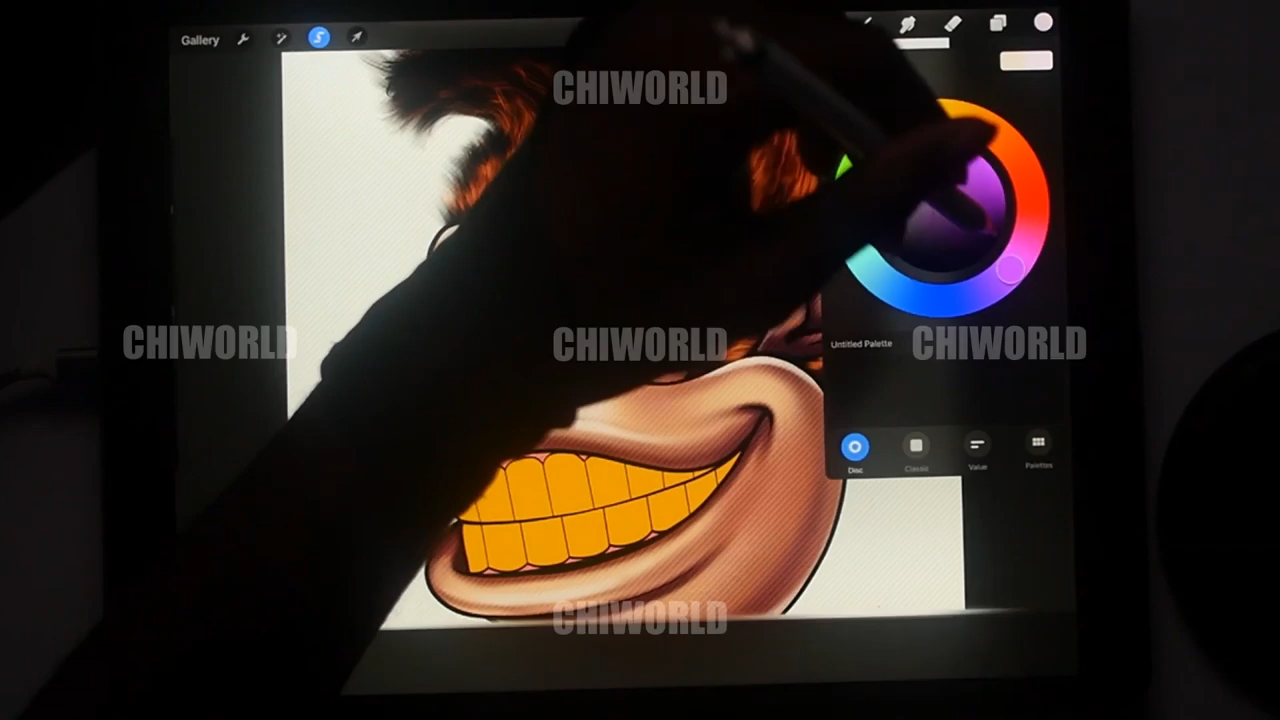 Gallery
CHIWORLD
CHIWORLD
CHIWORLD
CHIWORLD
Untitled Palette
Disc
Classic
Value
Palettes
CHIWORLD